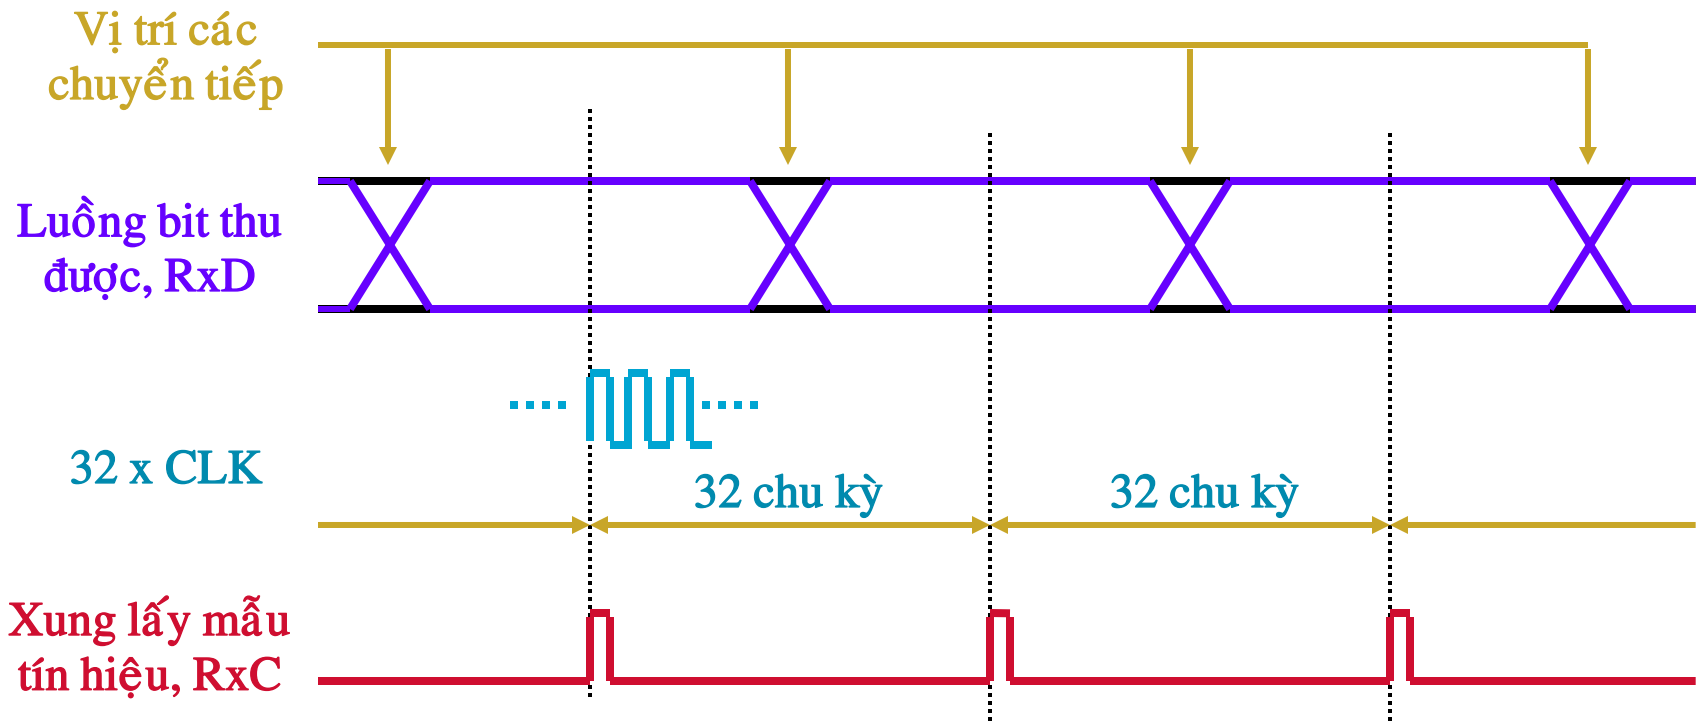 Vị trí các
chuyển tiếp
Luồng bit thu
được, RxD
32 x CLK
32 chu kỳ
32 chu kỳ
Xung lấy mẫu
tín hiệu, RxC